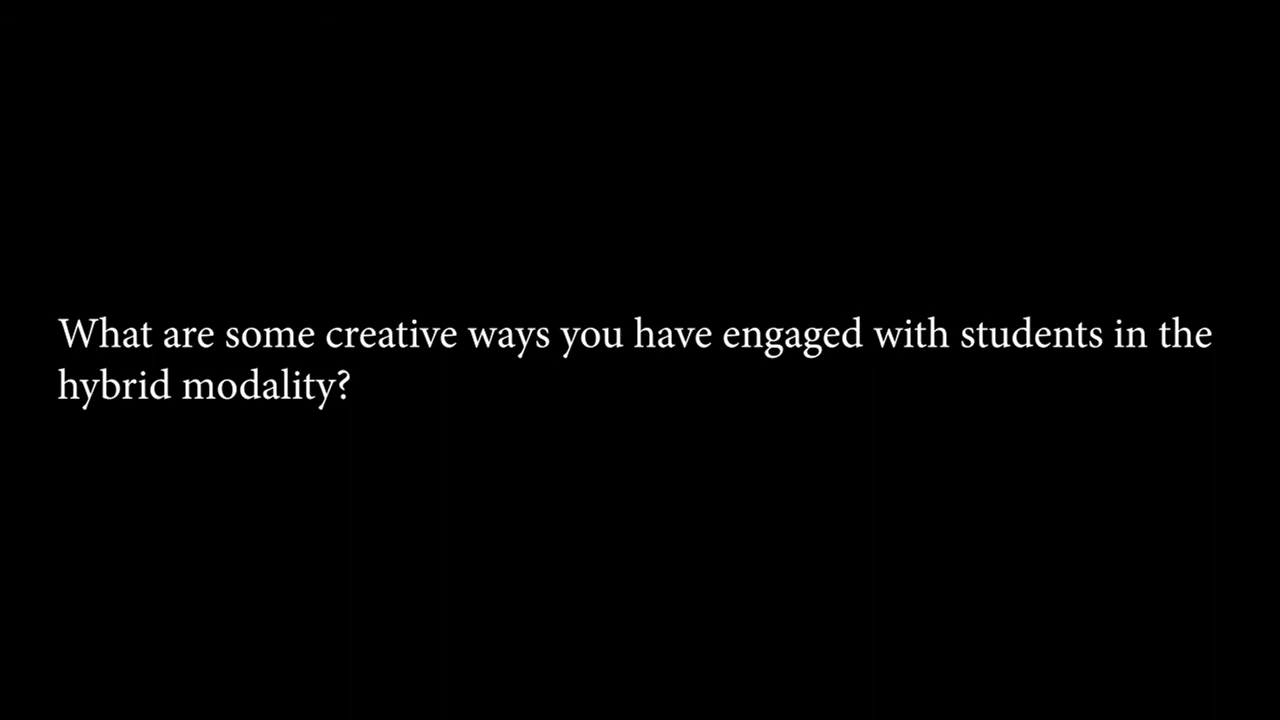 What are some creative ways you have engaged with students in the
hybrid modality?